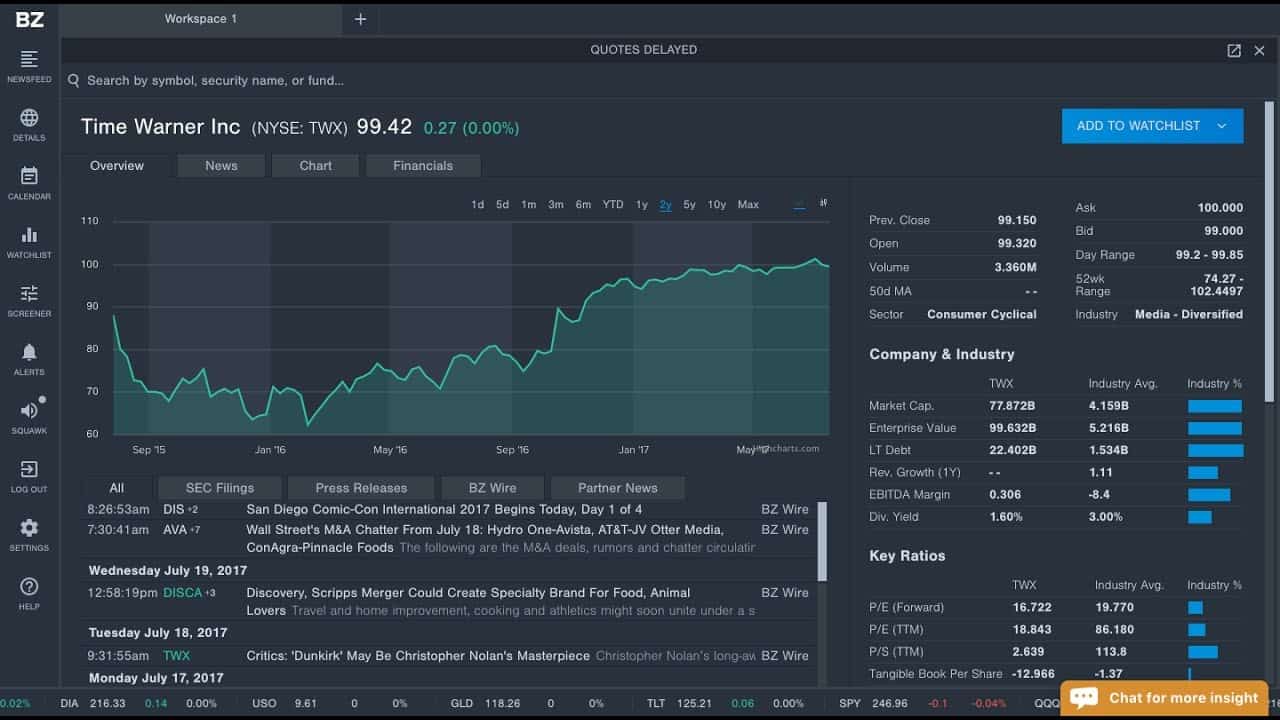 BZ
Workspace 1
+
QUOTES DELAYED
NEWSFEED
DETAILS
CALENDAR
WATCHLIST
SCREENER
ALERTS
SQUAWK
LOG OUT
SETTINGS
HELP
Search by symbol, security name, or fund...
Time Warner Inc (NYSE: TWX) 99.42 0.27 (0.00%)
ADD TO WATCHLIST
Overview News Chart Financials
1d 5d 1m 3m 6m YTD 1y 2y 5y 10y Max
110
100
90
80
70
60
Sep '15 Jan '16 May '16 Sep '16 Jan '17 May '17
All SEC Filings Press Releases BZ Wire Partner News
8:26:53am DIS +2 San Diego Comic-Con International 2017 Begins Today, Day 1 of 4 BZ Wire
7:30:41am AVA +7 Wall Street's M&A Chatter From July 18: Hydro One-Avista, AT&T-JV Otter Media, BZ Wire
ConAgra-Pinnacle Foods The following are the M&A deals, rumors and chatter circulatin
Wednesday July 19, 2017
12:58:19pm DISCA +3 Discovery, Scripps Merger Could Create Specialty Brand For Food, Animal BZ Wire
Lovers Travel and home improvement, cooking and athletics might soon unite under a s
Tuesday July 18, 2017
9:31:55am TWX Critics: 'Dunkirk' May Be Christopher Nolan's Masterpiece Christopher Nolan's long-aw BZ Wire
Monday July 17, 2017
Prev. Close 99.150
Open 99.320
Volume 3.360M
50d MA - -
Sector Consumer Cyclical
Ask 100.000
Bid 99.000
Day Range 99.2 - 99.85
52wk 74.27 -
Range 102.4497
Industry Media - Diversified
Company & Industry
TWX Industry Avg. Industry %
Market Cap. 77.872B 4.159B
Enterprise Value 99.632B 5.216B
LT Debt 22.402B 1.534B
Rev. Growth (1Y) - - 1.11
EBITDA Margin 0.306 -8.4
Div. Yield 1.60% 3.00%
Key Ratios
TWX Industry Avg. Industry %
P/E (Forward) 16.722 19.770
P/E (TTM) 18.843 86.180
P/S (TTM) 2.639 113.8
Tangible Book Per Share -12.966 -1.37
Chat for more insight
0.02% DIA 216.33 0.14 0.00% USO 9.61 0 0% GLD 118.26 0 0% TLT 125.21 0.06 0.00% SPY 246.96 -0.1 -0.04% QQQ